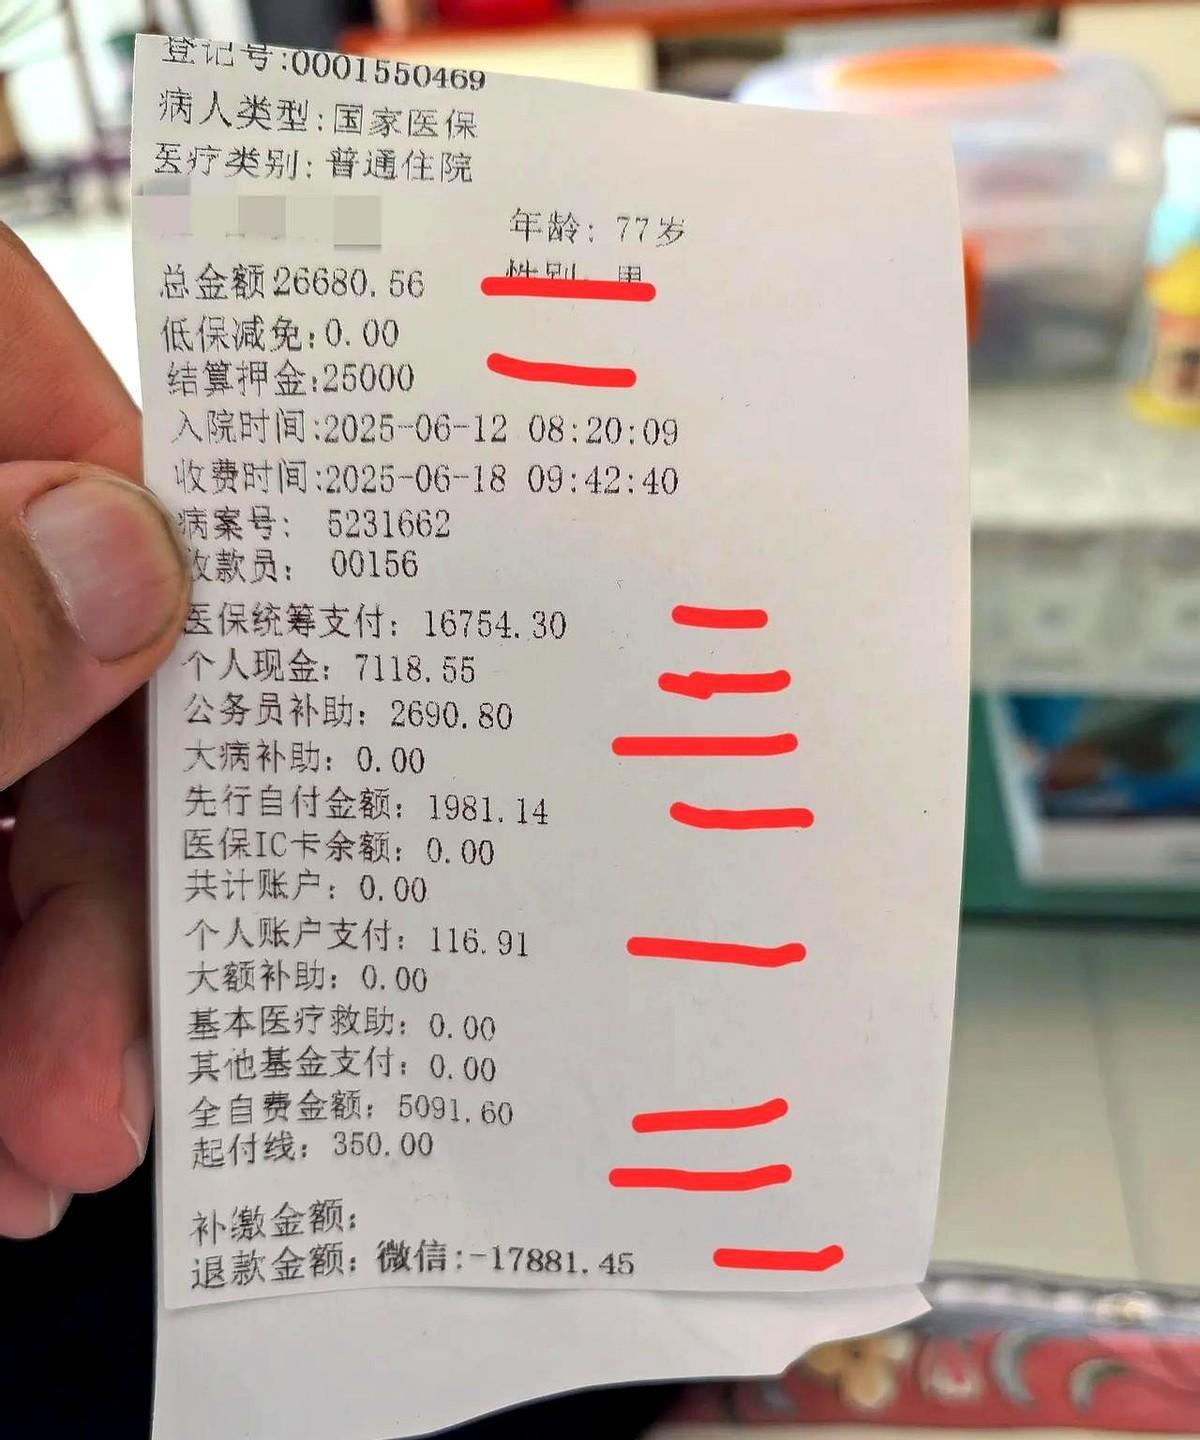 登记号:0001550469
病人类型:国家医保
医疗类别:普通住院
年龄:77岁
性别:男
总金额26680.56
低保减免:0.00
结算押金:25000
入院时间:2025-06-12 08:20:09
收费时间:2025-06-18 09:42:40
病案号: 5231662
收款员: 00156
医保统筹支付: 16754.30
个人现金: 7118.55
公务员补助: 2690.80
大病补助: 0.00
先行自付金额: 1981.14
医保IC卡余额: 0.00
共计账户: 0.00
个人账户支付: 116.91
大额补助: 0.00
基本医疗救助: 0.00
其他基金支付: 0.00
全自费金额: 5091.60
起付线: 350.00
补缴金额:
退款金额: 微信:-17881.45